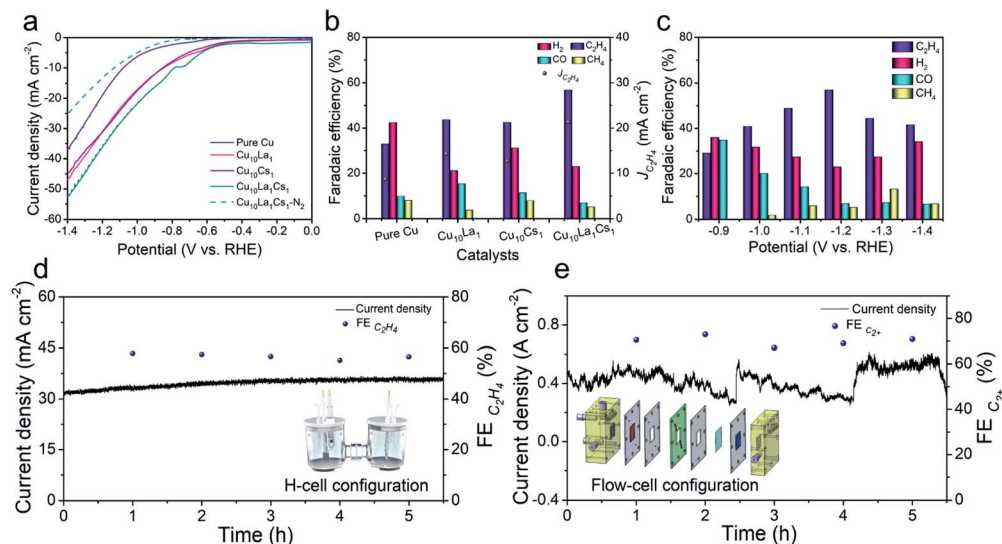 a
Current density (mA cm-2)
0
-10
-20
-30
-40
-50
-60
Pure Cu
Cu10La1
Cu10Cs1
Cu10La1Cs1
Cu10La1Cs1-N2
-1.4 -1.2 -1.0 -0.8 -0.6 -0.4 -0.2 0.0
Potential (V vs. RHE)
b
Faradaic efficiency (%)
80
60
40
20
0
H2 C2H4
CO CH4
JC2H4
40
30
20
10
0
JC2H4 (mA cm-2)
Pure Cu Cu10La1 Cu10Cs1 Cu10La1Cs1
Catalysts
c
Faradaic efficiency (%)
80
60
40
20
0
C2H4
H2
CO
CH4
-0.9 -1.0 -1.1 -1.2 -1.3 -1.4
Potential (V vs. RHE)
d
Current density (mA cm-2)
60
45
30
15
0
Current density
FE C2H4
80
60
40
20
0
FE C2H4 (%)
H-cell configuration
0 1 2 3 4 5
Time (h)
e
Current density (A cm-2)
0.8
0.4
0.0
-0.4
Current density
FE C2+
80
60
40
20
0
FE C2+ (%)
Flow-cell configuration
0 1 2 3 4 5
Time (h)